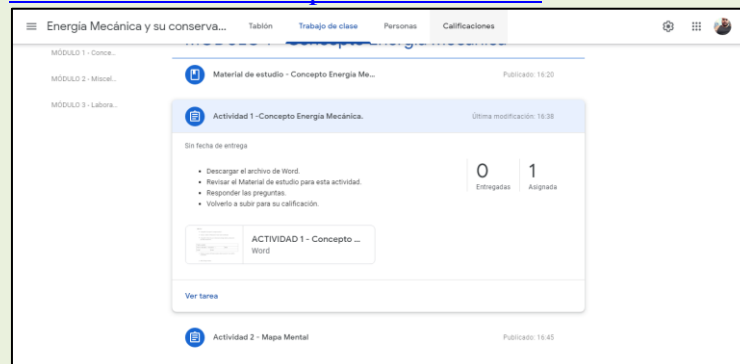 Energía Mecánica y su conserva...
Tablón
Trabajo de clase
Personas
Calificaciones
MÓDULO 1 - Conce...
MÓDULO 2 - Miscel...
MÓDULO 3 - Labora...
Material de estudio - Concepto Energía Me...
Publicado: 16:20
Actividad 1 -Concepto Energía Mecánica.
Última modificación: 16:38
Sin fecha de entrega
Descargar el archivo de Word.
Revisar el Material de estudio para esta actividad.
Responder las preguntas.
Volverlo a subir para su calificación.
0
Entregadas
1
Asignada
ACTIVIDAD 1 - Concepto ...
Word
Ver tarea
Actividad 2 - Mapa Mental
Publicado: 16:45